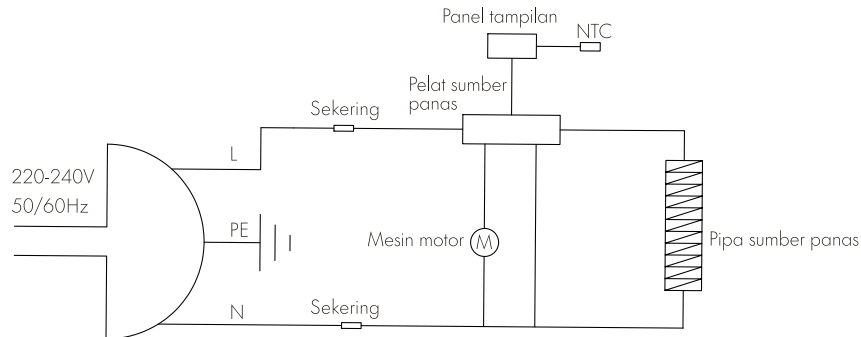 Panel tampilan
NTC
Pelat sumber
panas
Sekering
L
220-240V
50/60Hz
PE
Mesin motor
M
Pipa sumber panas
N
Sekering